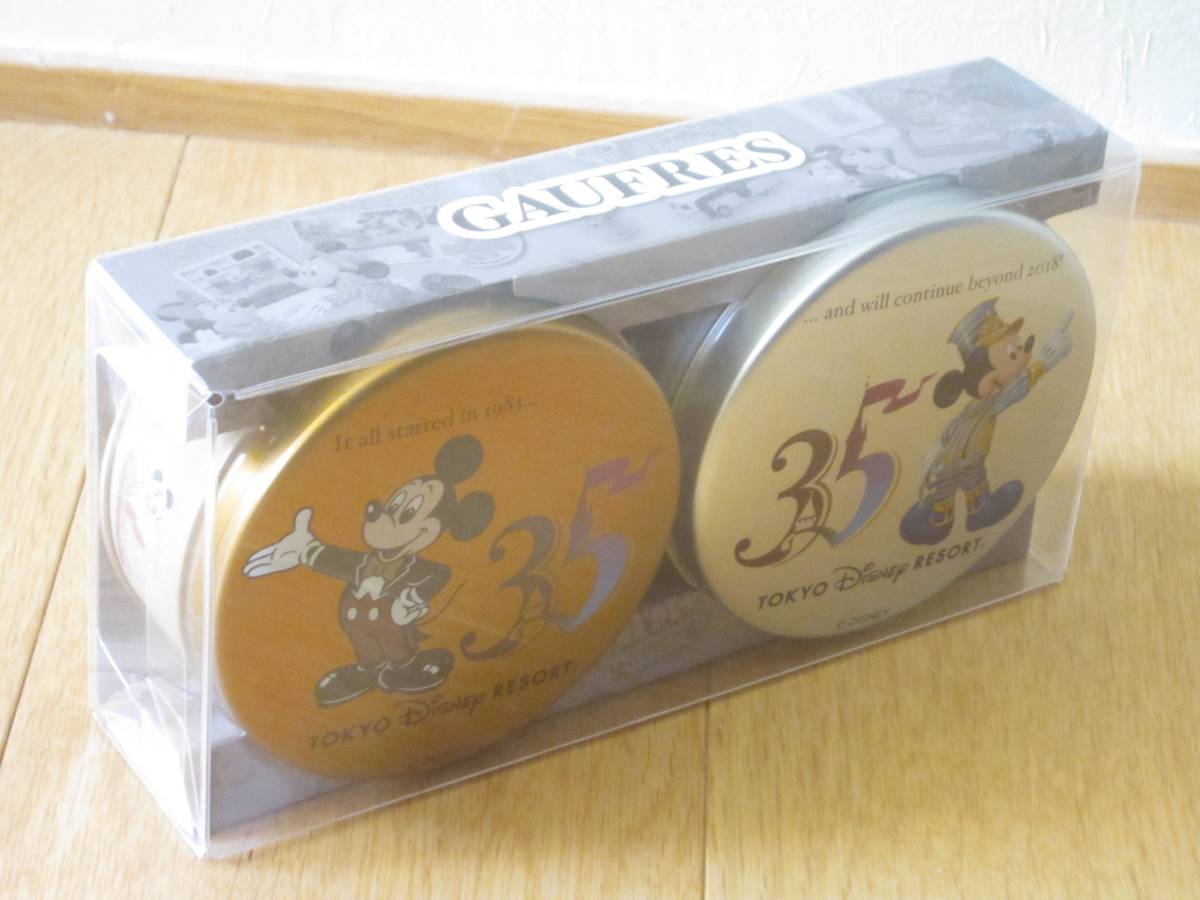 GAUFRES
It all started in 1983...
35
TOKYO Disney RESORT®
... and will continue beyond 2018!
35
TOKYO Disney RESORT®
© DISNEY